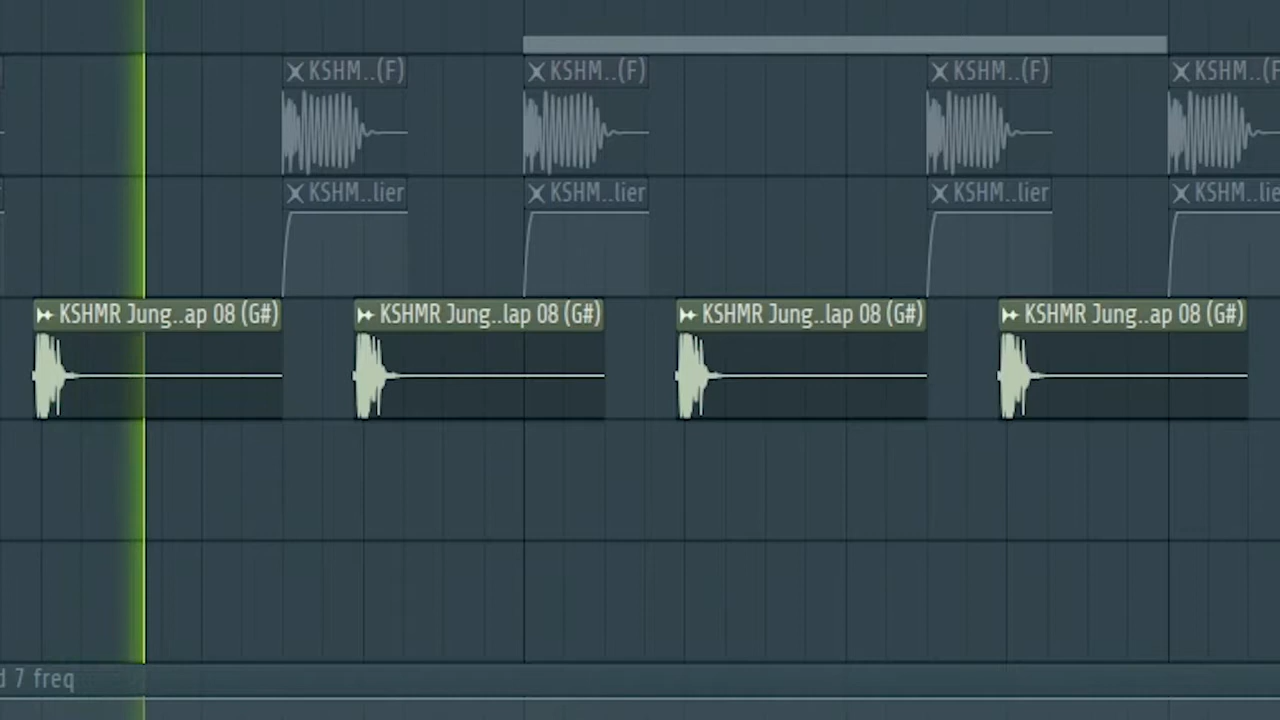 KSHM..(F) KSHM..(F) KSHM..(F) KSHM..(F
KSHM..lier KSHM..lier KSHM..lier KSHM..lie
KSHMR Jung..ap 08 (G#) KSHMR Jung..lap 08 (G#) KSHMR Jung..lap 08 (G#) KSHMR Jung..ap 08 (G#)
d 7 freq